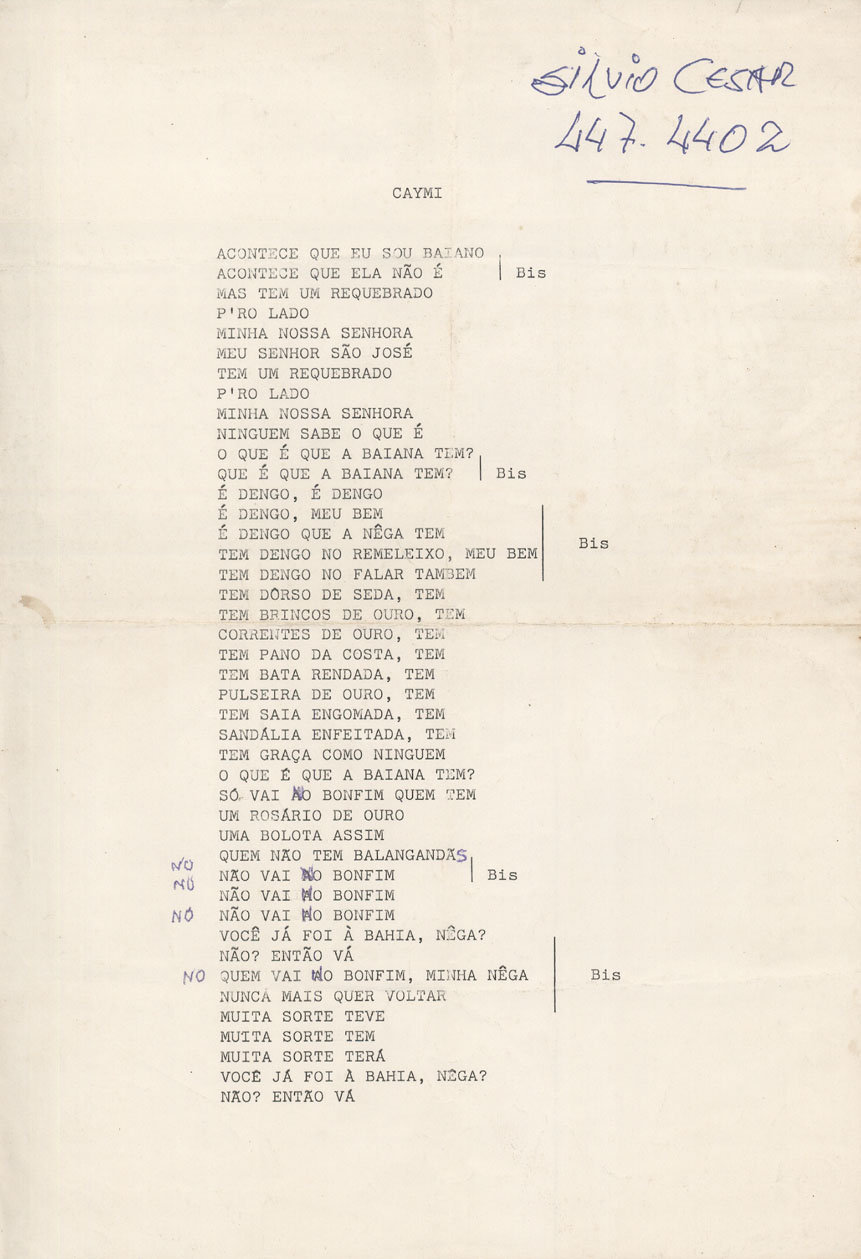 SILVIO CESAR
447.4402
CAYMI
ACONTECE QUE EU SOU BAIANO
ACONTECE QUE ELA NÃO É Bis
MAS TEM UM REQUEBRADO
P'RO LADO
MINHA NOSSA SENHORA
MEU SENHOR SÃO JOSÉ
TEM UM REQUEBRADO
P'RO LADO
MINHA NOSSA SENHORA
NINGUEM SABE O QUE É
O QUE É QUE A BAIANA TEM?
QUE É QUE A BAIANA TEM? Bis
É DENGO, É DENGO
É DENGO, MEU BEM
É DENGO QUE A NÊGA TEM
Bis
TEM DENGO NO REMELEIXO, MEU BEM
TEM DENGO NO FALAR TAMBEM
TEM DÔRSO DE SEDA, TEM
TEM BRINCOS DE OURO, TEM
CORRENTES DE OURO, TEM
TEM PANO DA COSTA, TEM
TEM BATA RENDADA, TEM
PULSEIRA DE OURO, TEM
TEM SAIA ENGOMADA, TEM
SANDÁLIA ENFEITADA, TEM
TEM GRAÇA COMO NINGUEM
O QUE É QUE A BAIANA TEM?
SÓ VAI NO BONFIM QUEM TEM
UM ROSÁRIO DE OURO
UMA BOLOTA ASSIM
QUEM NÃO TEM BALANGANDÃS
NO NÃO VAI NO BONFIM Bis
NO NÃO VAI NO BONFIM
NO NÃO VAI NO BONFIM
VOCÊ JÁ FOI À BAHIA, NÊGA?
NÃO? ENTÃO VÁ
NO QUEM VAI NO BONFIM, MINHA NÊGA Bis
NUNCA MAIS QUER VOLTAR
MUITA SORTE TEVE
MUITA SORTE TEM
MUITA SORTE TERÁ
VOCÊ JÁ FOI À BAHIA, NÊGA?
NÃO? ENTÃO VÁ